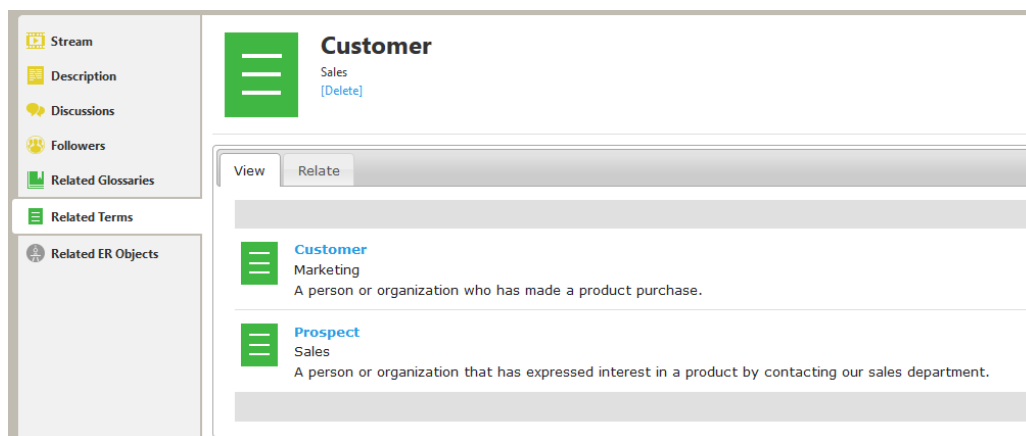 Stream
Description
Discussions
Followers
Related Glossaries
Related Terms
Related ER Objects
Customer
Sales
[Delete]
View
Relate
Customer
Marketing
A person or organization who has made a product purchase.
Prospect
Sales
A person or organization that has expressed interest in a product by contacting our sales department.